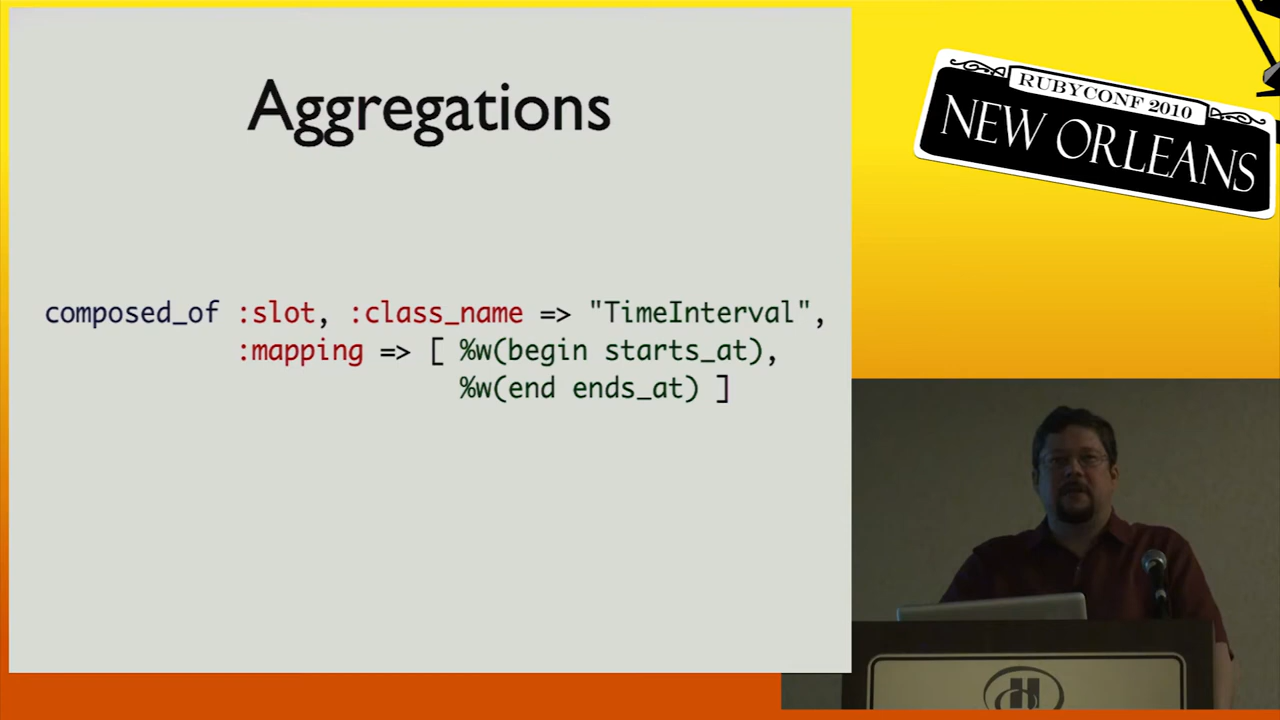 Aggregations
composed_of :slot, :class_name => "TimeInterval",
:mapping => [ %w(begin starts_at),
%w(end ends_at) ]
RUBYCONF 2010
NEW ORLEANS